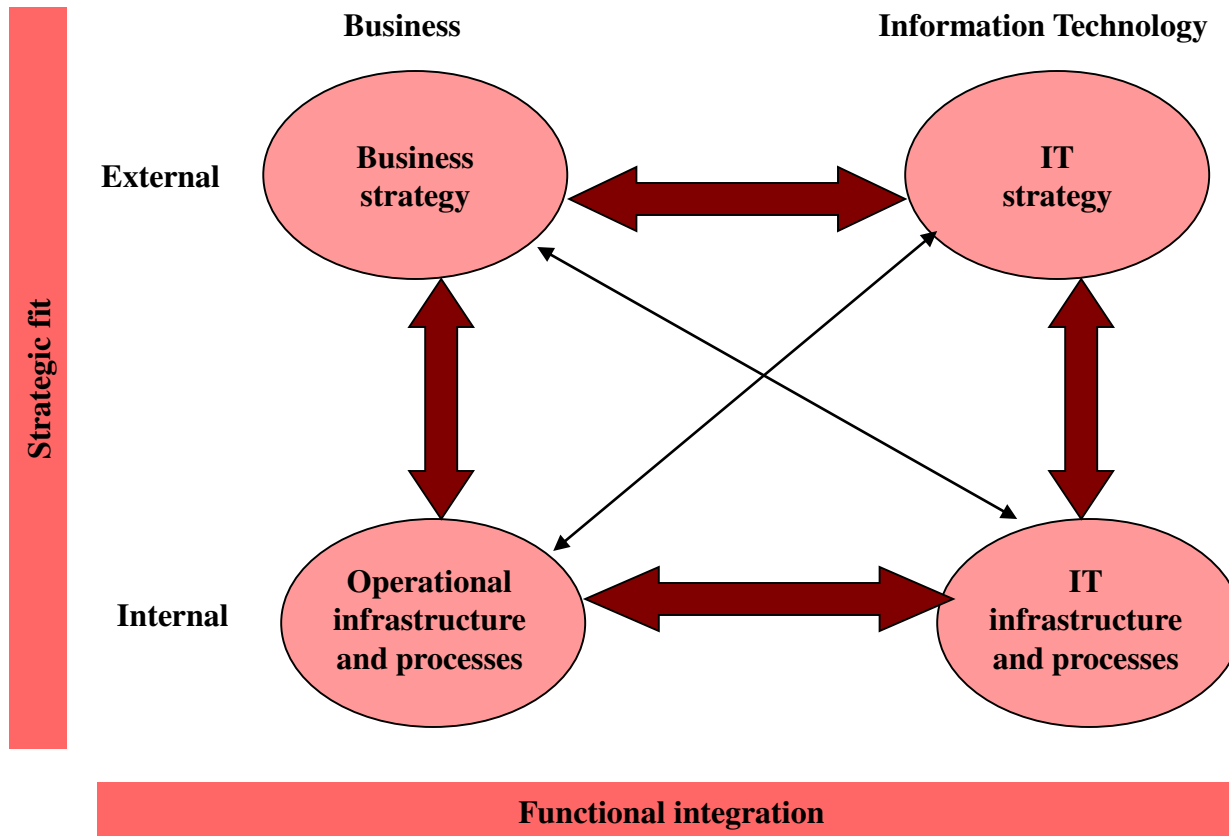 Business
Information Technology
External
Business
strategy
IT
strategy
Strategic fit
Internal
Operational
infrastructure
and processes
IT
infrastructure
and processes
Functional integration